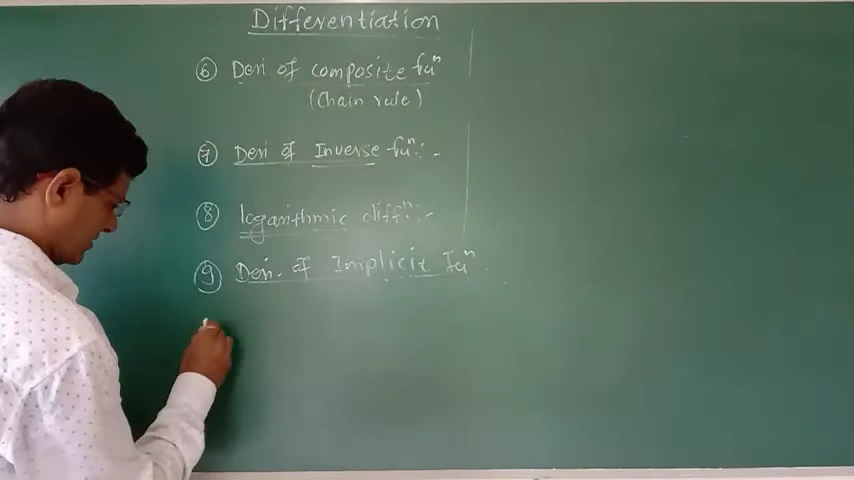 Differentiation
⑥ Deri of composite fuⁿ
(Chain rule)
⑦ Deri of Inverse fuⁿ:-
⑧ logarithmic diffⁿ:-
⑨ Deri. of Implicit fuⁿ.